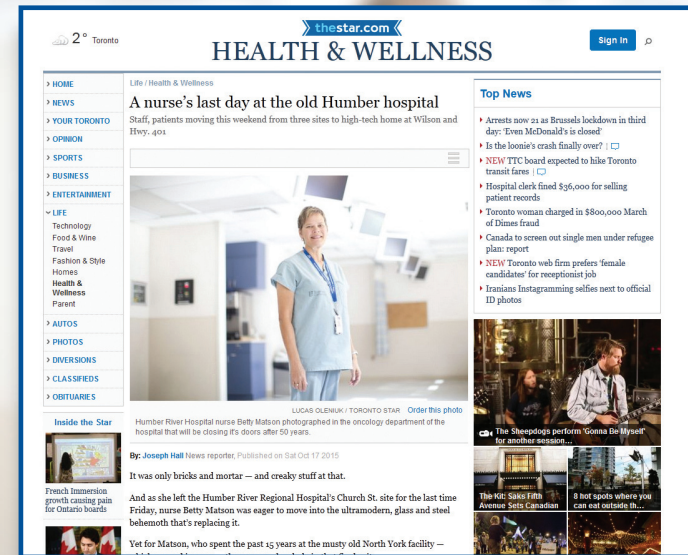 2° Toronto
thestar.com
HEALTH & WELLNESS
Sign In
> HOME
> NEWS
> YOUR TORONTO
> OPINION
> SPORTS
> BUSINESS
> ENTERTAINMENT
LIFE
Technology
Food & Wine
Travel
Fashion & Style
Homes
Health &
Wellness
Parent
> AUTOS
> PHOTOS
> DIVERSIONS
> CLASSIFIEDS
> OBITUARIES
Inside the Star
French Immersion
growth causing pain
for Ontario boards
Life / Health & Wellness
A nurse's last day at the old Humber hospital
Staff, patients moving this weekend from three sites to high-tech home at Wilson and
Hwy. 401
LUCAS OLENIUK / TORONTO STAR Order this photo
Humber River Hospital nurse Betty Matson photographed in the oncology department of the
hospital that will be closing it's doors after 50 years.
By: Joseph Hall News reporter, Published on Sat Oct 17 2015
It was only bricks and mortar — and creaky stuff at that.
And as she left the Humber River Regional Hospital's Church St. site for the last time
Friday, nurse Betty Matson was eager to move into the ultramodern, glass and steel
behemoth that's replacing it.
Yet for Matson, who spent the past 15 years at the musty old North York facility —
Top News
Arrests now 21 as Brussels lockdown in third
day: 'Even McDonald's is closed'
Is the loonie's crash finally over? |
NEW TTC board expected to hike Toronto
transit fares |
Hospital clerk fined $36,000 for selling
patient records
Toronto woman charged in $800,000 March
of Dimes fraud
Canada to screen out single men under refugee
plan: report
NEW Toronto web firm prefers 'female
candidates' for receptionist job
Iranians Instagramming selfies next to official
ID photos
The Sheepdogs perform 'Gonna Be Myself'
for another session...
The Kit: Saks Fifth
Avenue Sets Canadian
8 hot spots where you
can eat outside th...